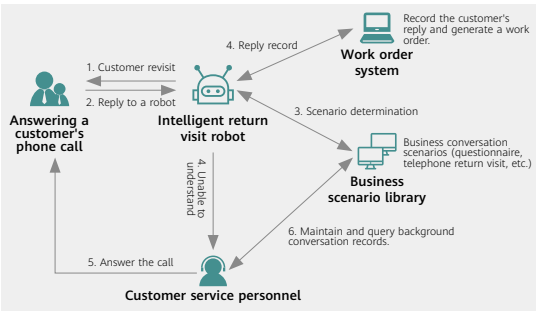 Record the customer's
reply and generate a work
order.
4. Reply record
Work order
system
1. Customer revisit
2. Reply to a robot
3. Scenario determination
Answering a
customer's
phone call
Intelligent return
visit robot
Business conversation
scenarios (questionnaire,
telephone return visit, etc.)
4. Unable to
understand
Business
scenario library
6. Maintain and query background
conversation records.
5. Answer the call
Customer service personnel